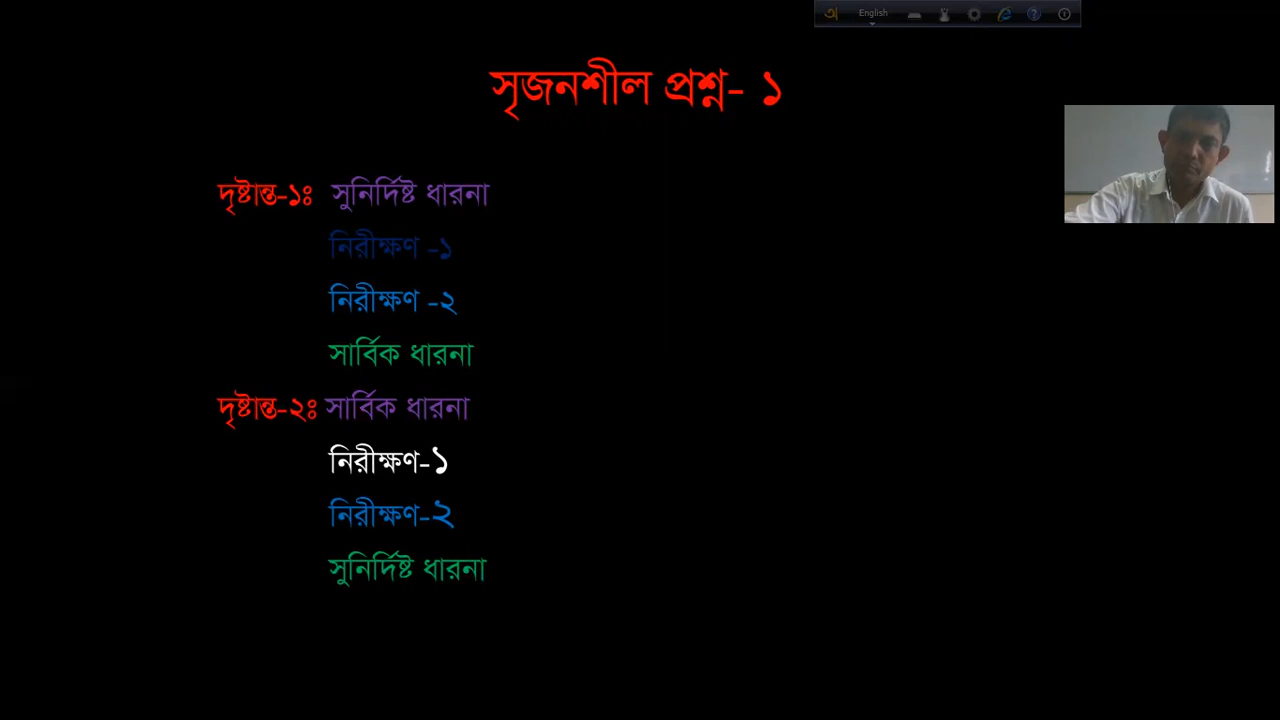 অ English
সৃজনশীল প্রশ্ন- ১
দৃষ্টান্ত-১ঃ সুনির্দিষ্ট ধারনা
নিরীক্ষণ -১
নিরীক্ষণ -২
সার্বিক ধারনা
দৃষ্টান্ত-২ঃ সার্বিক ধারনা
নিরীক্ষণ-১
নিরীক্ষণ-২
সুনির্দিষ্ট ধারনা